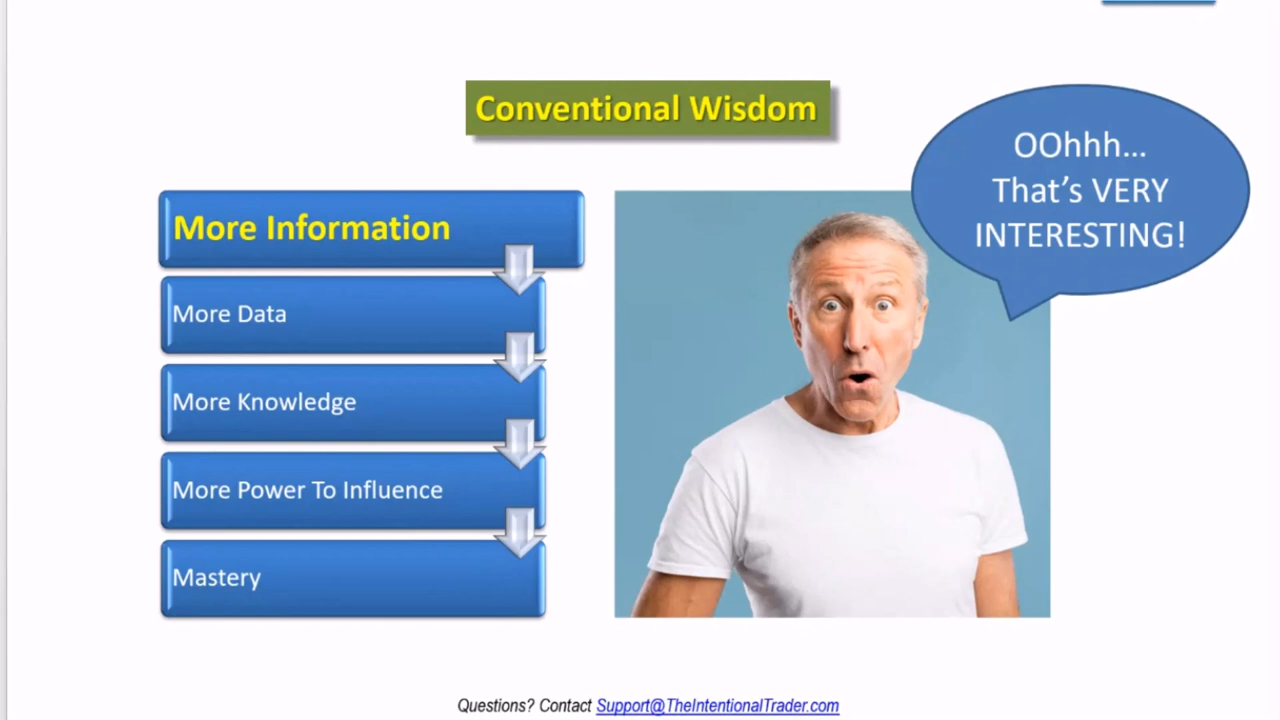 Conventional Wisdom
OOhhh...
That's VERY
INTERESTING!
More Information
More Data
More Knowledge
More Power To Influence
Mastery
Questions? Contact Support@TheIntentionalTrader.com